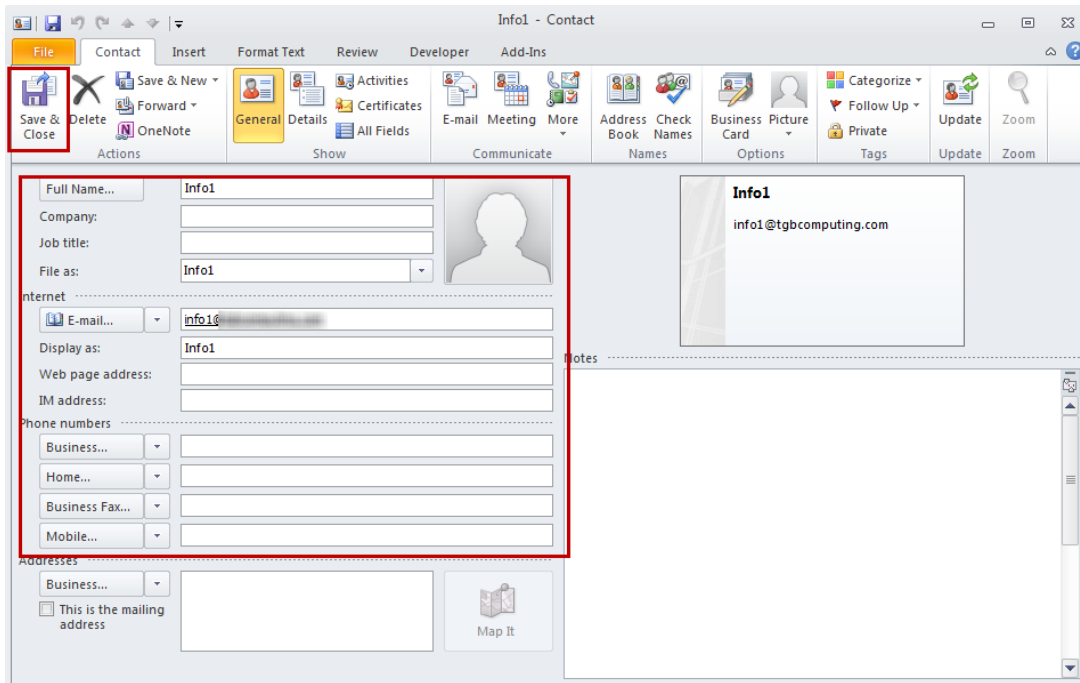 Info1 - Contact
File Contact Insert Format Text Review Developer Add-Ins
Save & Close
Delete
Save & New
Forward
OneNote
Actions
General
Details
Activities
Certificates
All Fields
Show
E-mail
Meeting
More
Communicate
Address Book
Check Names
Names
Business Card
Picture
Options
Categorize
Follow Up
Private
Tags
Update
Update
Zoom
Zoom
Full Name... Info1
Company:
Job title:
File as: Info1
Internet
E-mail... info1@
Display as: Info1
Web page address:
IM address:
Phone numbers
Business...
Home...
Business Fax...
Mobile...
Addresses
Business...
This is the mailing
address
Map It
Info1
info1@tgbcomputing.com
Notes